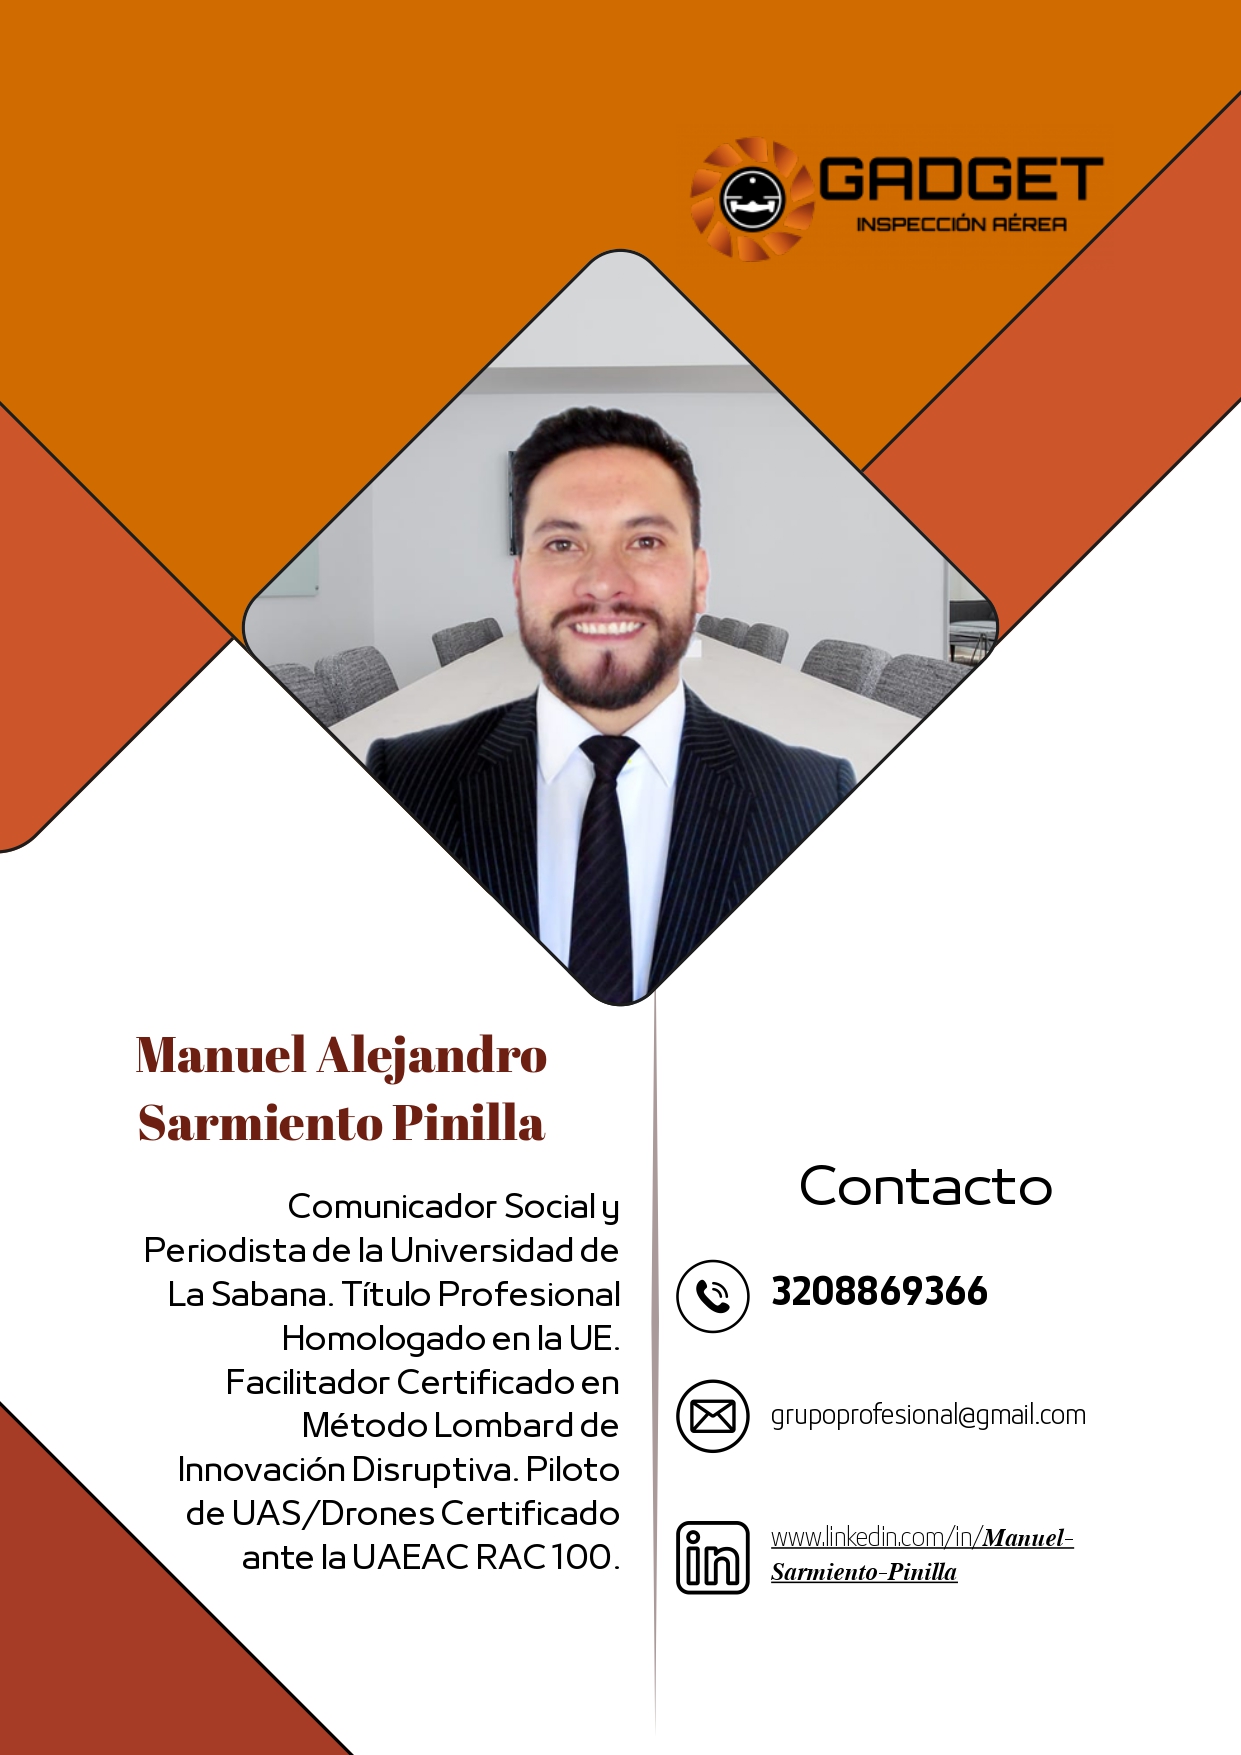 GADGET
INSPECCIÓN AÉREA
Manuel Alejandro
Sarmiento Pinilla
Comunicador Social y
Periodista de la Universidad de
La Sabana. Título Profesional
Homologado en la UE.
Facilitador Certificado en
Método Lombard de
Innovación Disruptiva. Piloto
de UAS/Drones Certificado
ante la UAEAC RAC 100.
Contacto
3208869366
grupoprofesional@gmail.com
in
www.linkedin.com/in/Manuel-
Sarmiento-Pinilla